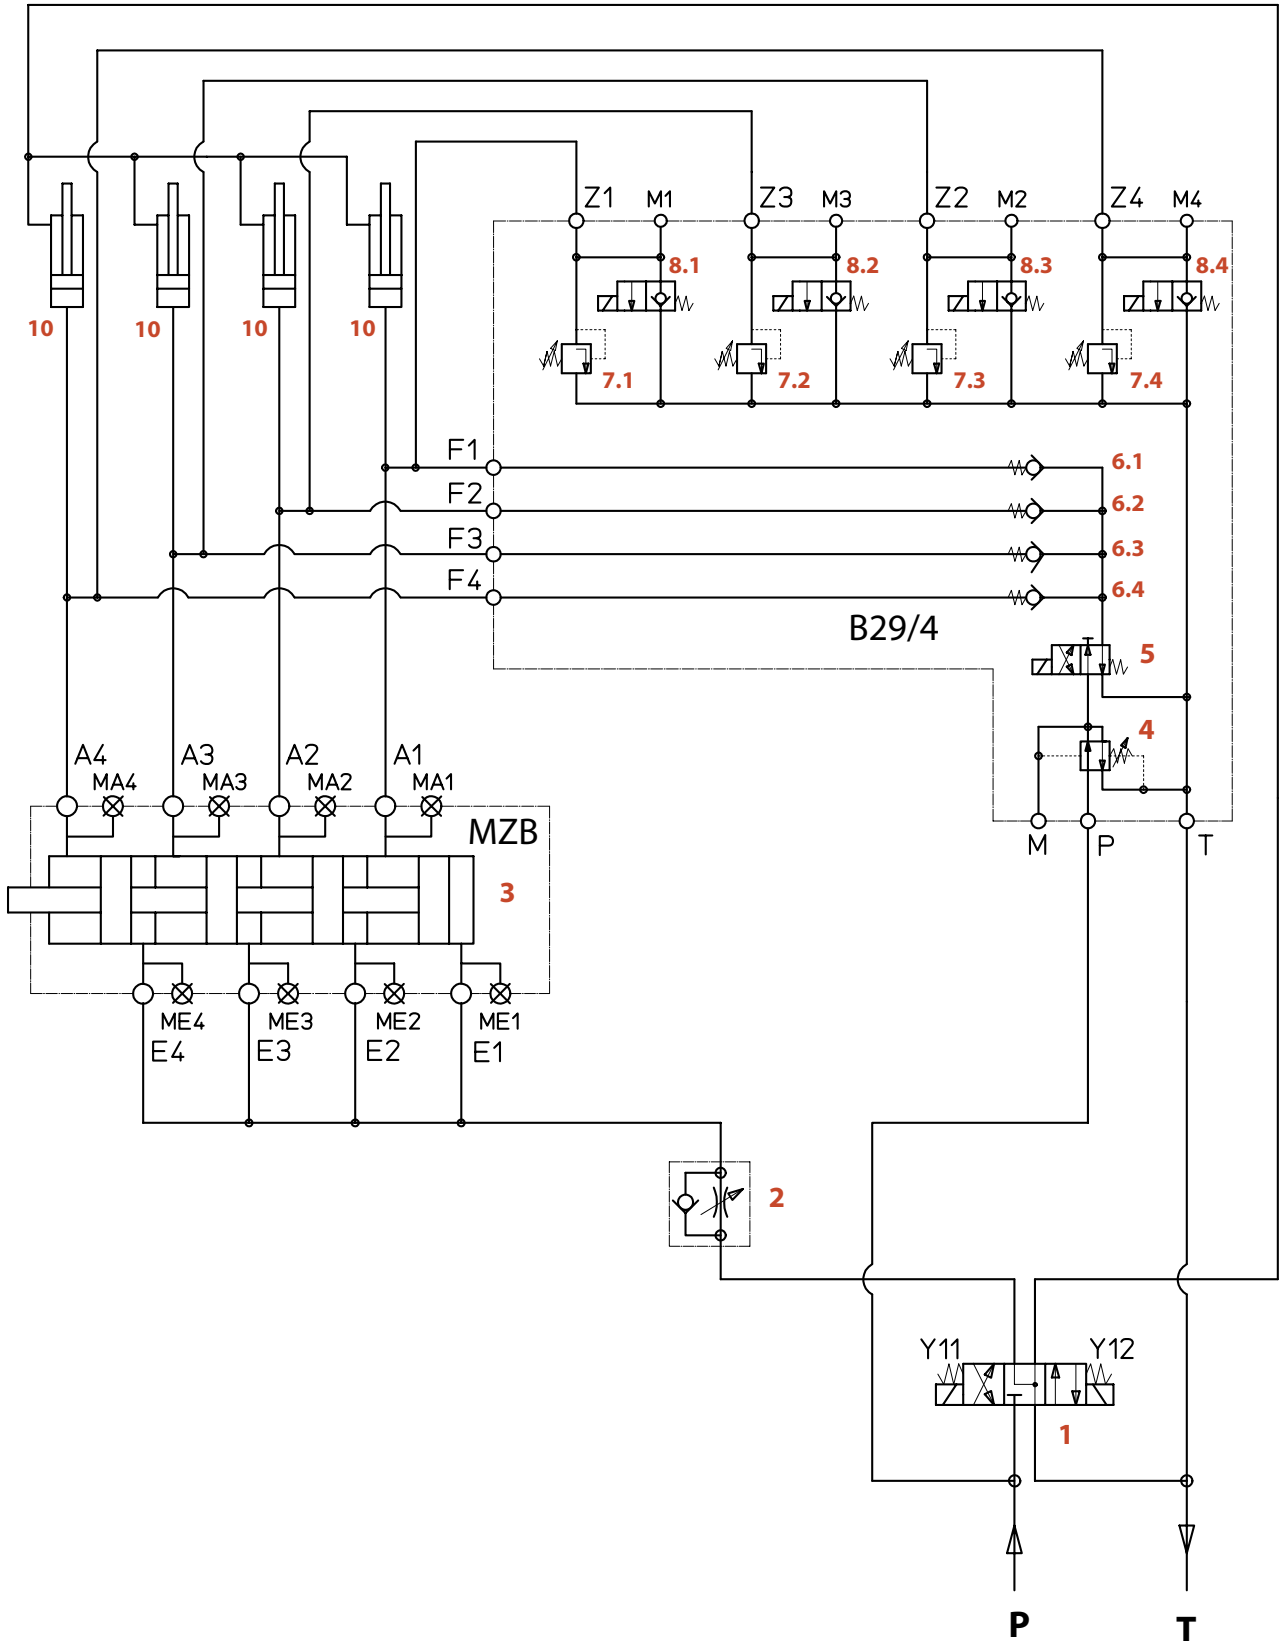 Z1 M1 Z3 M3 Z2 M2 Z4 M4
8.1 8.2 8.3 8.4
10 10 10 10
7.1 7.2 7.3 7.4
F1 6.1
F2 6.2
F3 6.3
F4 6.4
B29/4
5
4
A4 A3 A2 A1
MA4 MA3 MA2 MA1
MZB
M P T
3
ME4 ME3 ME2 ME1
E4 E3 E2 E1
2
Y11 Y12
1
P T